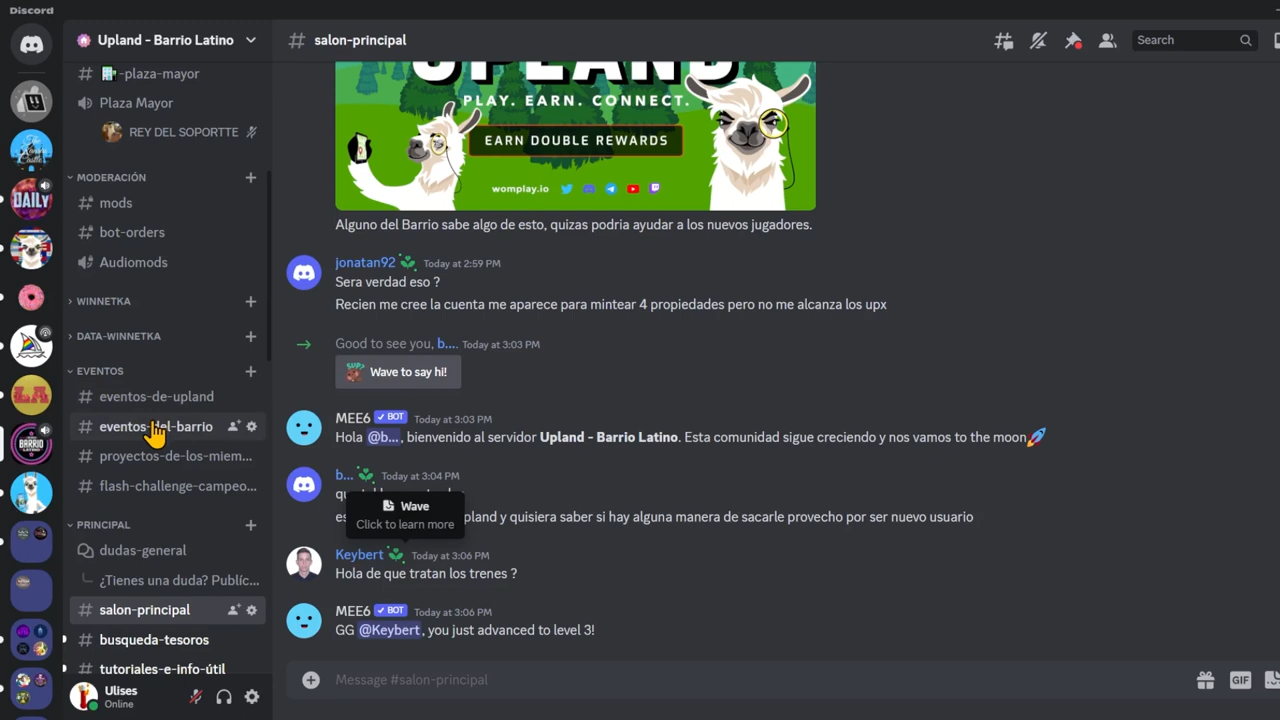 Discord
Upland - Barrio Latino
-plaza-mayor
Plaza Mayor
REY DEL SOPORTTE
MODERACIÓN
mods
bot-orders
Audiomods
WINNETKA
DATA-WINNETKA
EVENTOS
eventos-de-upland
eventos-del-barrio
proyectos-de-los-miem...
flash-challenge-campeo...
PRINCIPAL
dudas-general
¿Tienes una duda? Publíc...
salon-principal
busqueda-tesoros
tutoriales-e-info-útil
Ulises
Online
DAILY
LA
# salon-principal
Search
UPLAND
PLAY. EARN. CONNECT.
EARN DOUBLE REWARDS
womplay.io
Alguno del Barrio sabe algo de esto, quizas podria ayudar a los nuevos jugadores.
jonatan92 Today at 2:59 PM
Sera verdad eso ?
Recien me cree la cuenta me aparece para mintear 4 propiedades pero no me alcanza los upx
Good to see you, b.... Today at 3:03 PM
Wave to say hi!
MEE6 ✓ BOT Today at 3:03 PM
Hola @b..., bienvenido al servidor Upland - Barrio Latino. Esta comunidad sigue creciendo y nos vamos to the moon🚀
b... Today at 3:04 PM
Wave
Click to learn more
y quisiera saber si hay alguna manera de sacarle provecho por ser nuevo usuario
Keybert Today at 3:06 PM
Hola de que tratan los trenes ?
MEE6 ✓ BOT Today at 3:06 PM
GG @Keybert, you just advanced to level 3!
Message #salon-principal
GIF